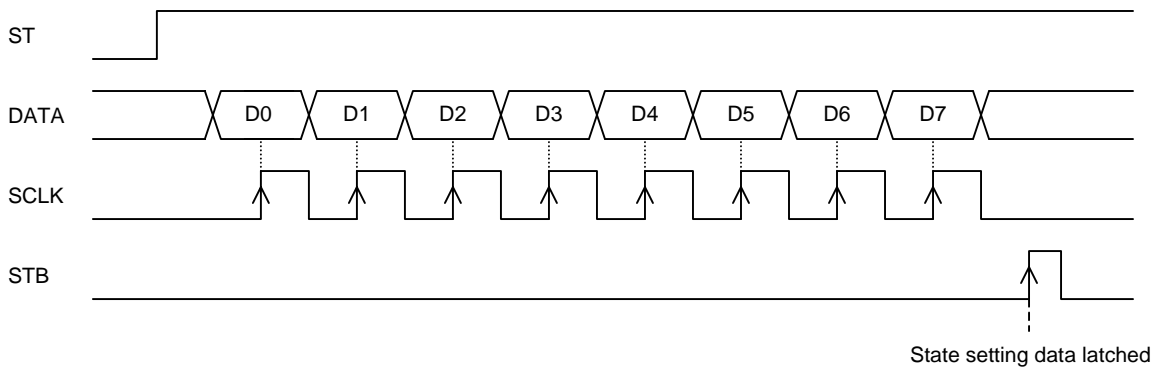 ST
DATA D0 D1 D2 D3 D4 D5 D6 D7
SCLK
STB
State setting data latched